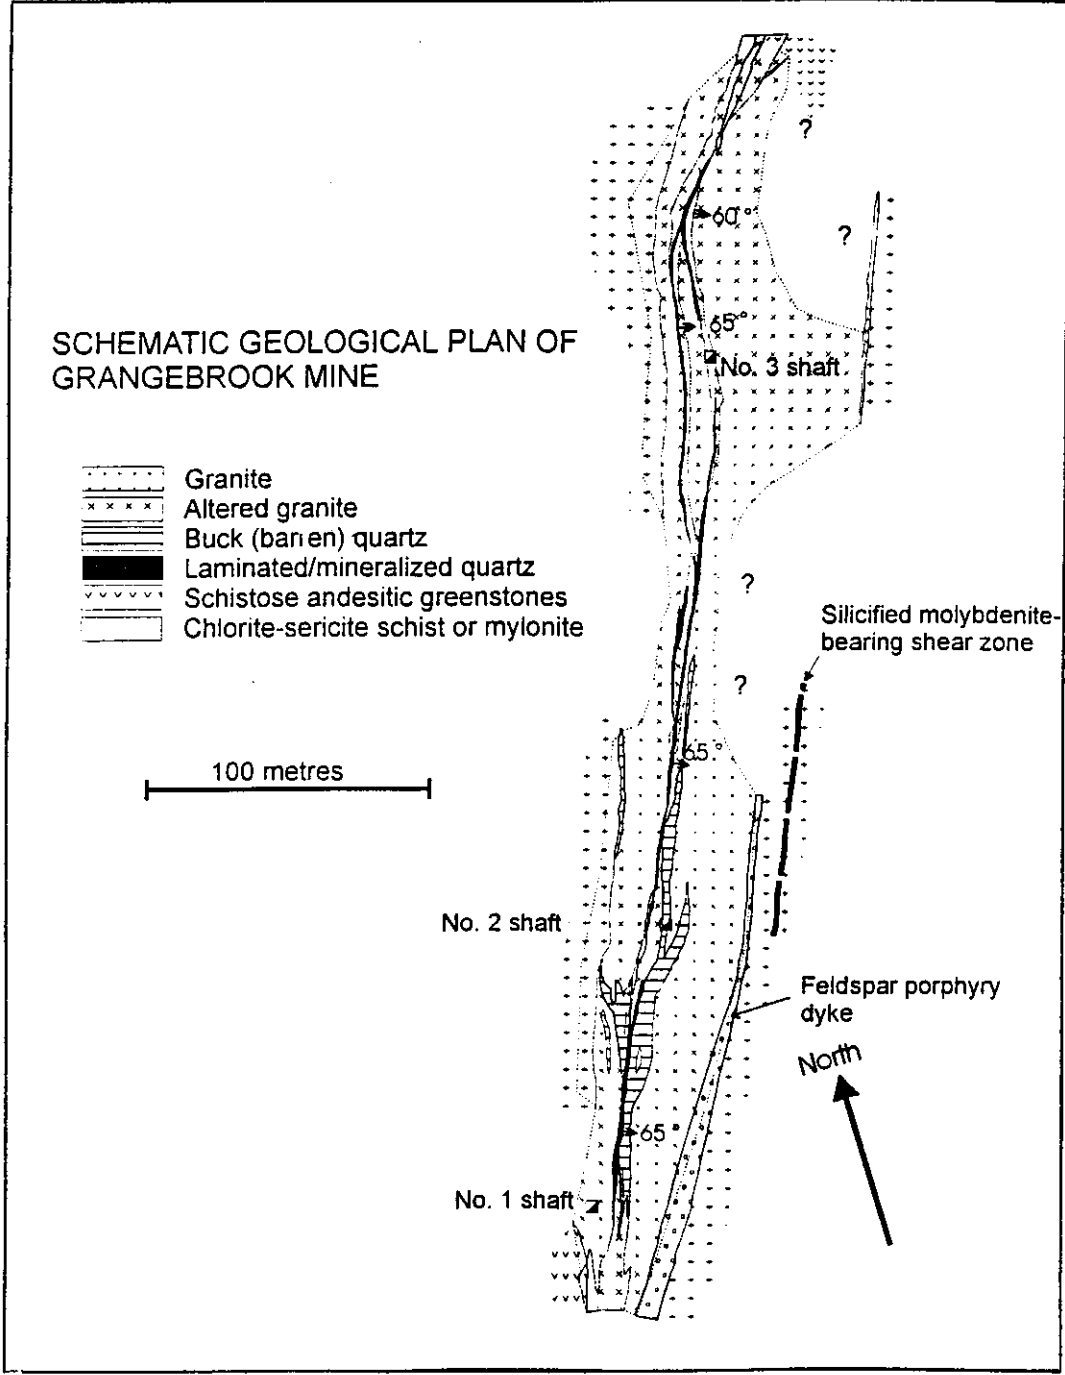 SCHEMATIC GEOLOGICAL PLAN OF
GRANGEBROOK MINE
Granite
Altered granite
Buck (barren) quartz
Laminated/mineralized quartz
Schistose andesitic greenstones
Chlorite-sericite schist or mylonite
100 metres
?
60°
?
65°
No. 3 shaft
?
Silicified molybdenite-
bearing shear zone
?
65°
No. 2 shaft
Feldspar porphyry
dyke
North
65°
No. 1 shaft